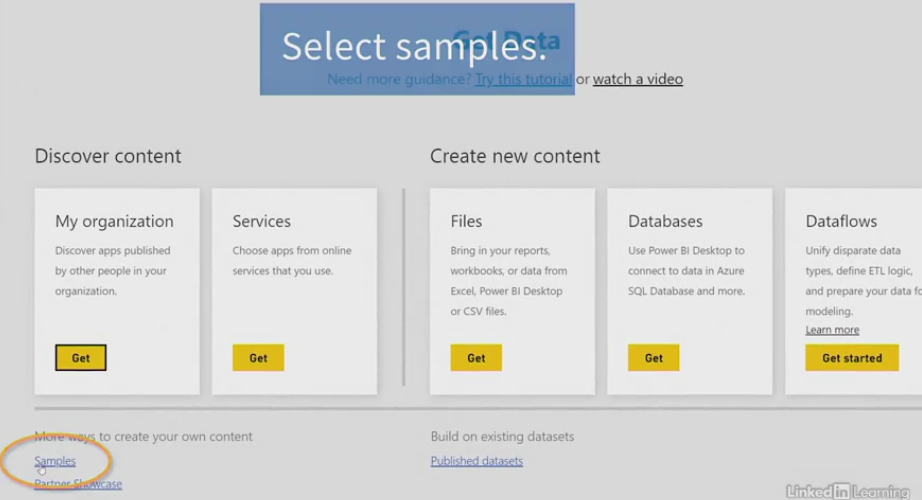 Select samples.
Get Data
Need more guidance? Try this tutorial or watch a video
Discover content
Create new content
My organization
Discover apps published
by other people in your
organization.
Get
Services
Choose apps from online
services that you use.
Get
Files
Bring in your reports,
workbooks, or data from
Excel, Power BI Desktop
or CSV files.
Get
Databases
Use Power BI Desktop to
connect to data in Azure
SQL Database and more.
Get
Dataflows
Unify disparate data
types, define ETL logic,
and prepare your data
modeling.
Learn more
Get started
More ways to create your own content
Samples
Partner Showcase
Build on existing datasets
Published datasets
Linked in Learning